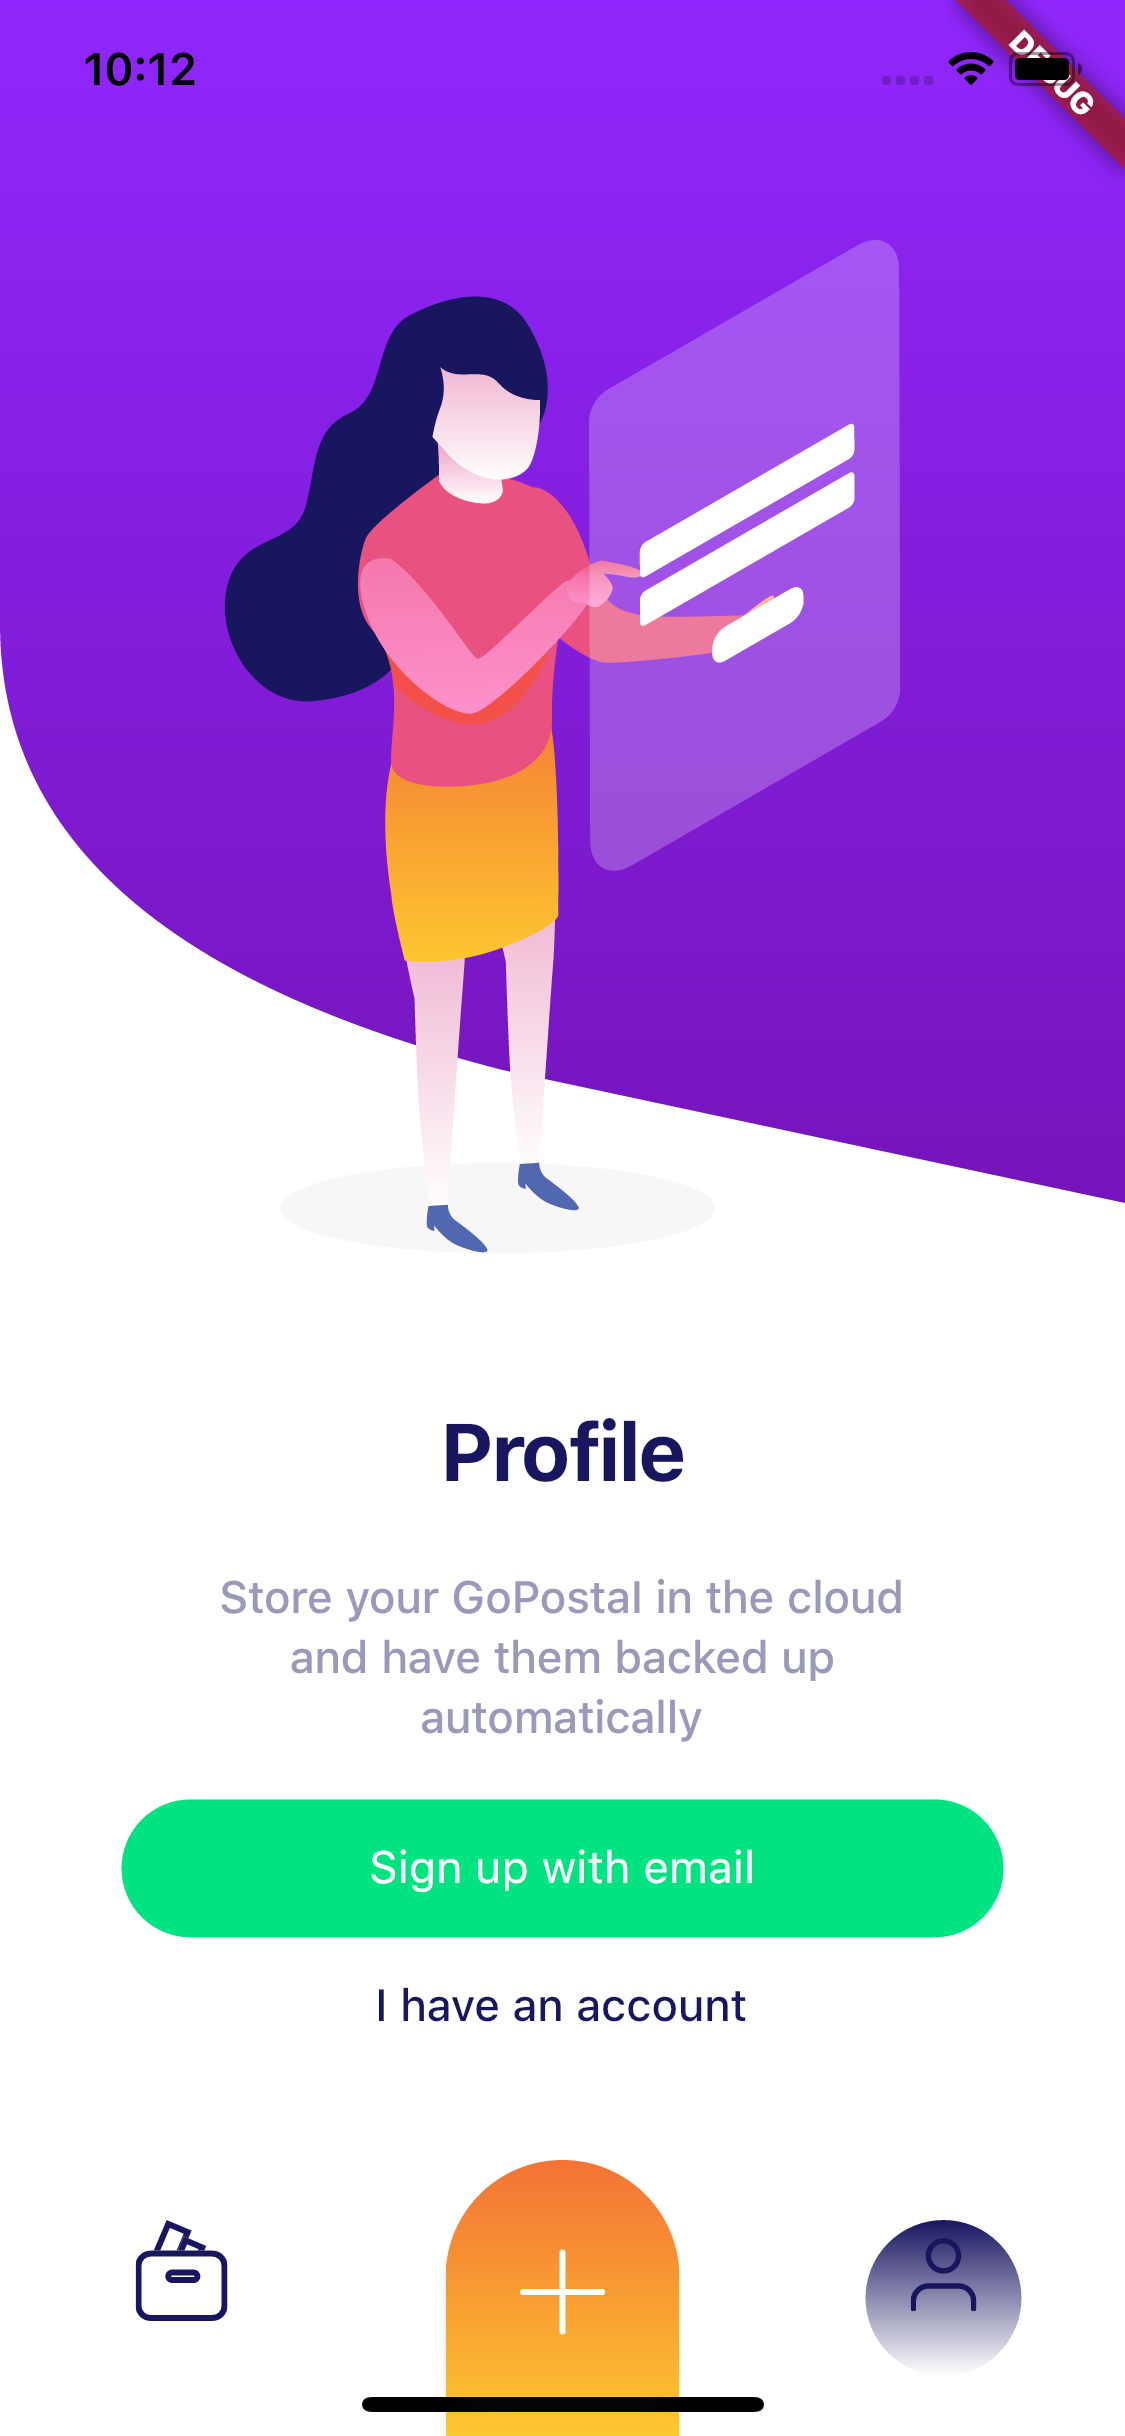 10:12
DEBUG
Profile
Store your GoPostal in the cloud
and have them backed up
automatically
Sign up with email
I have an account